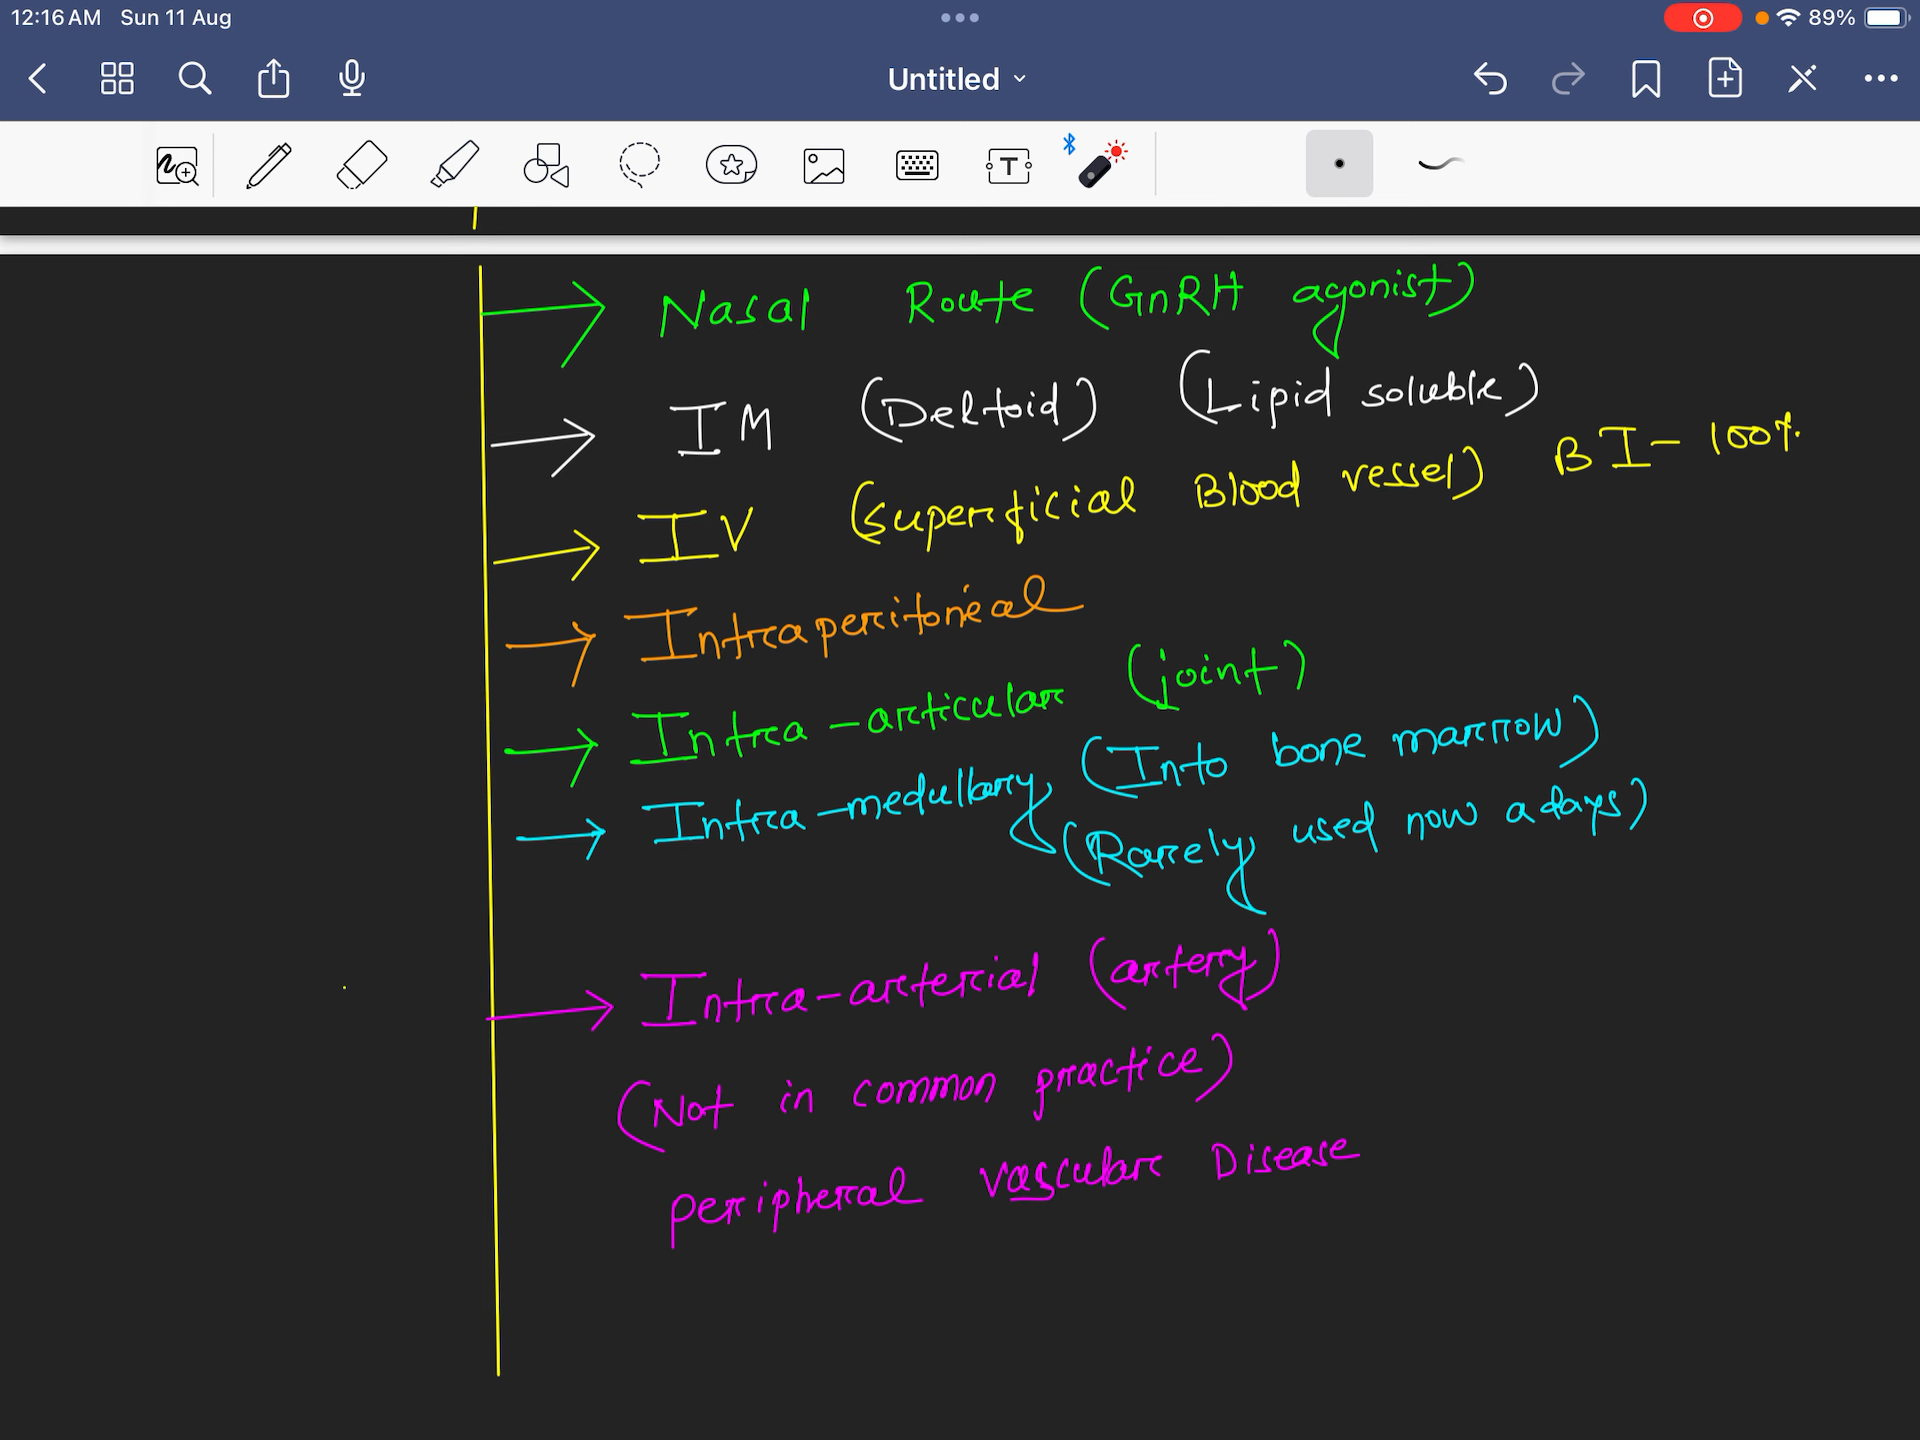 12:16 AM Sun 11 Aug
89%
Untitled
T
Nasal Route (GnRH agonist)
IM (Deltoid) (Lipid soluble)
IV (superficial Blood vessel) BI - 100%
Intraperitoneal
Intra-articular (joint)
Intra-medullary (Into bone marrow)
(Rarely used now a days)
Intra-arterial (artery)
(Not in common practice)
peripheral vascular Disease